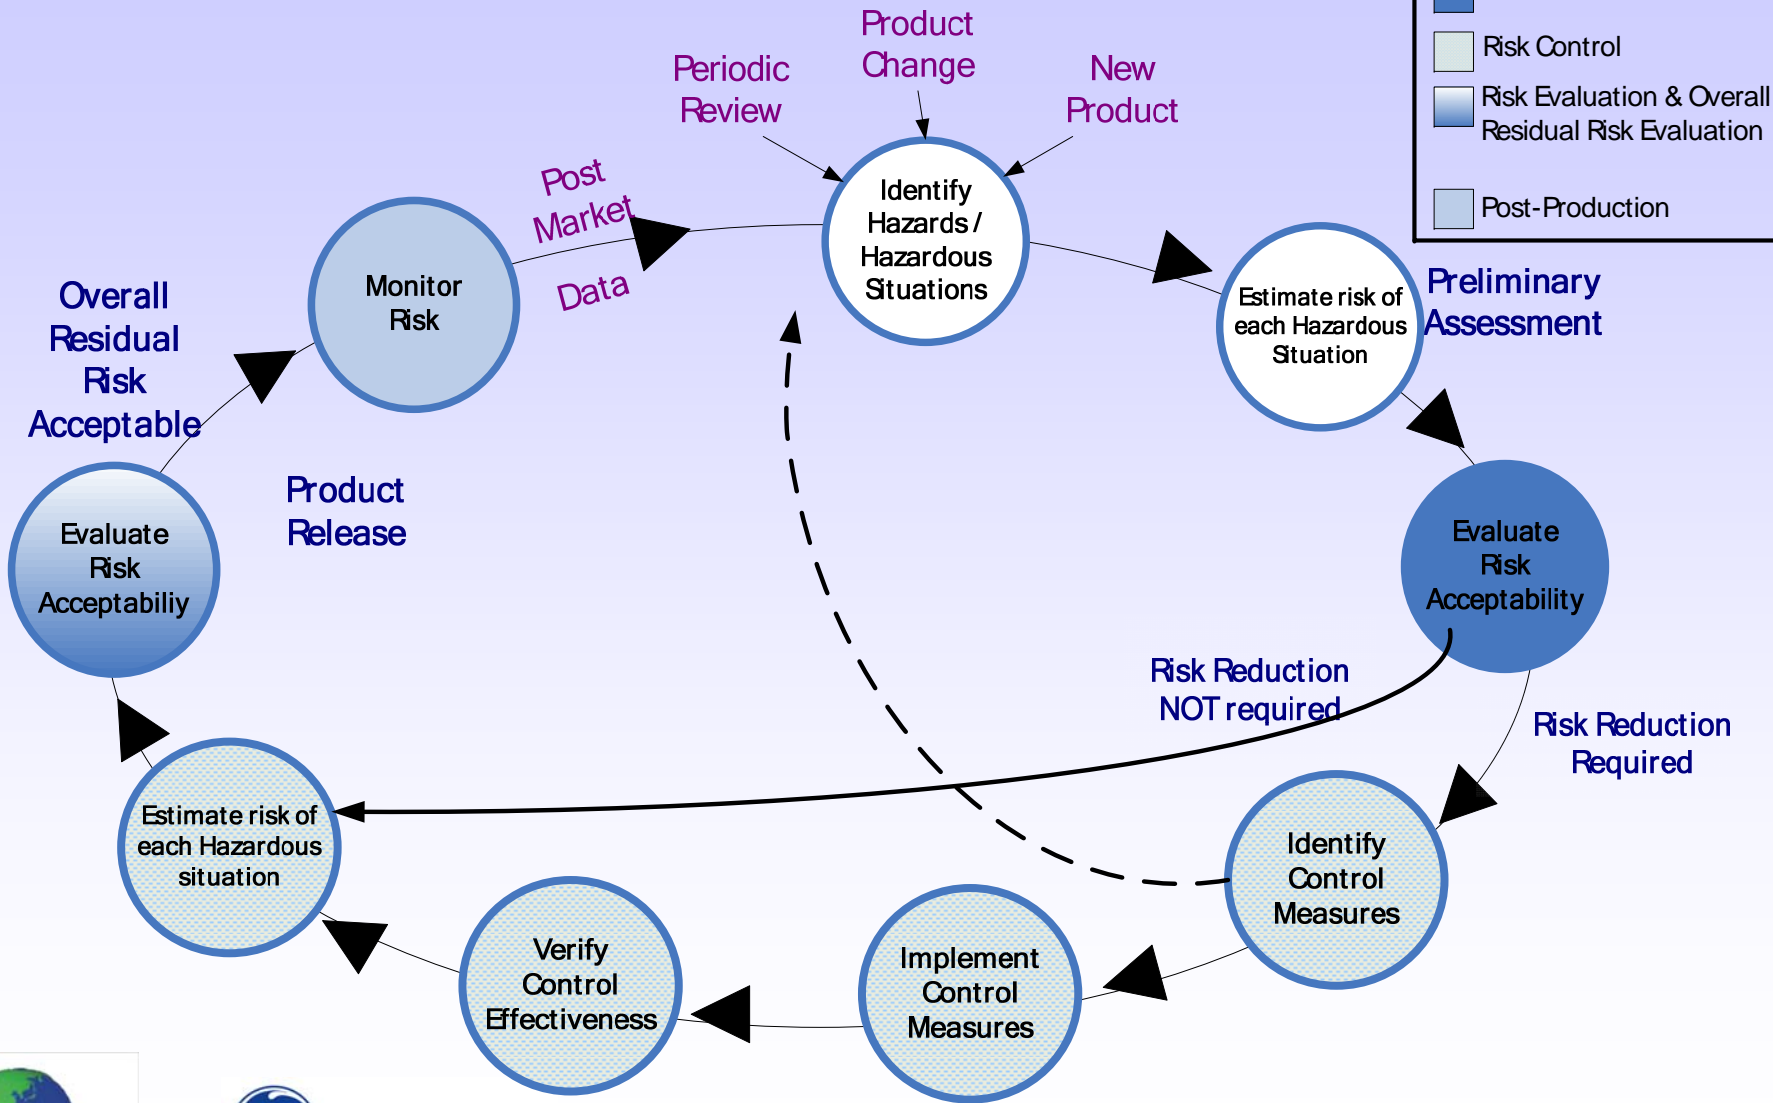 Product
Change
Periodic
Review
New
Product
Risk Control
Risk Evaluation & Overall
Residual Risk Evaluation
Post-Production
Identify
Hazards /
Hazardous
Situations
Post
Market
Data
Monitor
Risk
Estimate risk of
each Hazardous
Situation
Preliminary
Assessment
Overall
Residual
Risk
Acceptable
Product
Release
Evaluate
Risk
Acceptabiliy
Evaluate
Risk
Acceptability
Risk Reduction
NOT required
Risk Reduction
Required
Estimate risk of
each Hazardous
situation
Identify
Control
Measures
Verify
Control
Effectiveness
Implement
Control
Measures